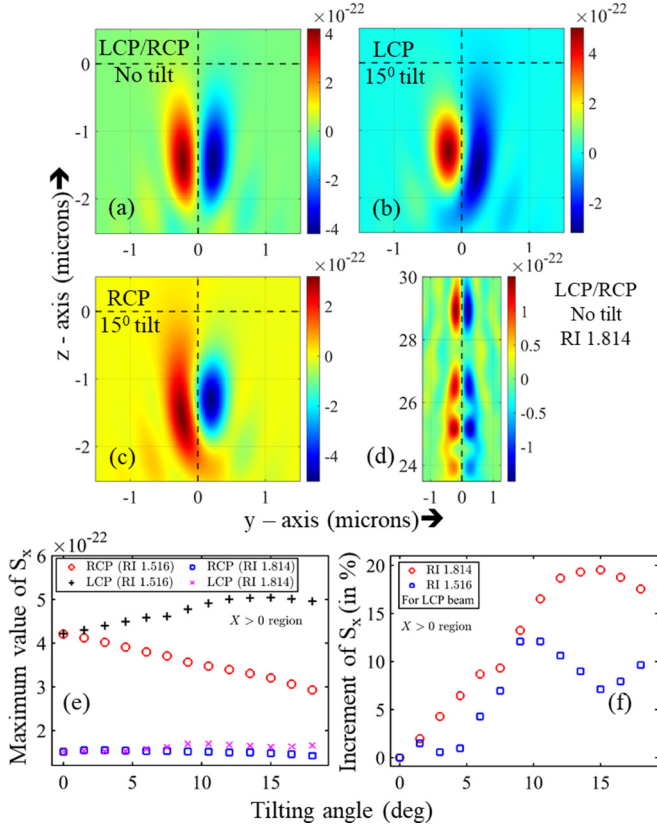 ×10-22
×10-22
LCP/RCP
No tilt
4
3
2
1
0
-1
-2
-3
-4
0
-1
-2
(a)
-1
0
1
LCP
15⁰ tilt
4
2
0
-2
(b)
-1
0
1
×10-22
RCP
15⁰ tilt
2
0
-2
-4
0
-1
-2
(c)
-1
0
1
×10-22
30
28
26
24
1
0.5
0
-0.5
-1
LCP/RCP
No tilt
RI 1.814
(d)
-1
0
1
z - axis (microns)➔
y – axis (microns)➔
6 ×10-22
5
4
3
2
RCP (RI 1.516)
RCP (RI 1.814)
LCP (RI 1.516)
LCP (RI 1.814)
X > 0 region
(e)
0
5
10
15
Maximum value of Sx
20
15
10
5
0
RI 1.814
RI 1.516
For LCP beam
X > 0 region
(f)
0
5
10
15
Increment of Sx (in %)
Tilting angle (deg)